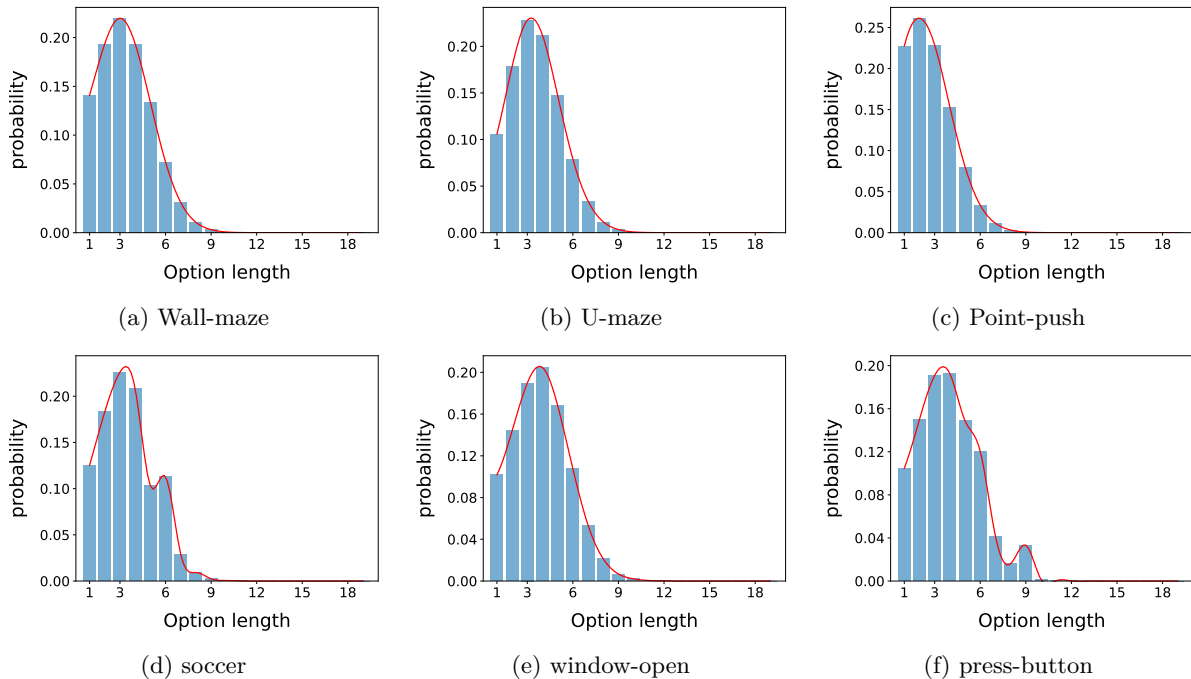 probability
0.20
0.15
0.10
0.05
0.00
1 3 6 9 12 15 18
Option length
(a) Wall-maze
probability
0.20
0.15
0.10
0.05
0.00
1 3 6 9 12 15 18
Option length
(b) U-maze
probability
0.25
0.20
0.15
0.10
0.05
0.00
1 3 6 9 12 15 18
Option length
(c) Point-push
probability
0.20
0.15
0.10
0.05
0.00
1 3 6 9 12 15 18
Option length
(d) soccer
probability
0.20
0.16
0.12
0.08
0.04
0.00
1 3 6 9 12 15 18
Option length
(e) window-open
probability
0.20
0.16
0.12
0.08
0.04
0.00
1 3 6 9 12 15 18
Option length
(f) press-button